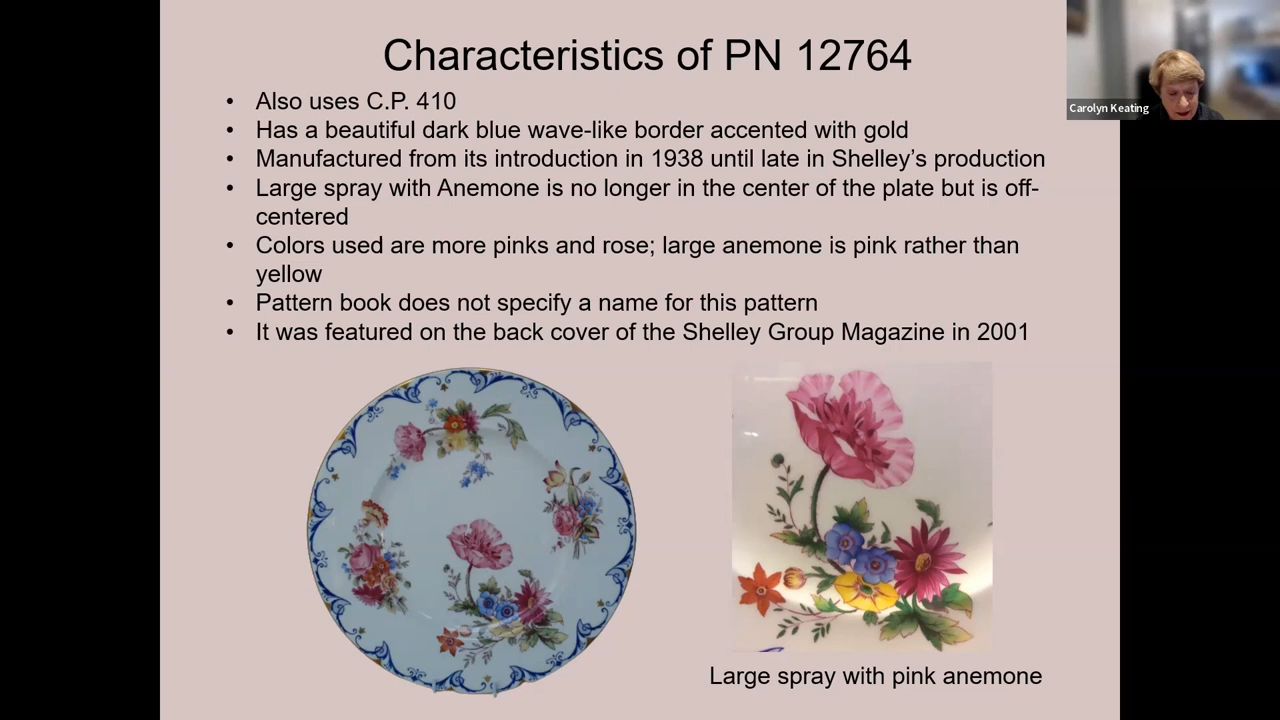 Characteristics of PN 12764
Carolyn Keating
• Also uses C.P. 410
• Has a beautiful dark blue wave-like border accented with gold
• Manufactured from its introduction in 1938 until late in Shelley’s production
• Large spray with Anemone is no longer in the center of the plate but is off-
centered
• Colors used are more pinks and rose; large anemone is pink rather than
yellow
• Pattern book does not specify a name for this pattern
• It was featured on the back cover of the Shelley Group Magazine in 2001
Large spray with pink anemone